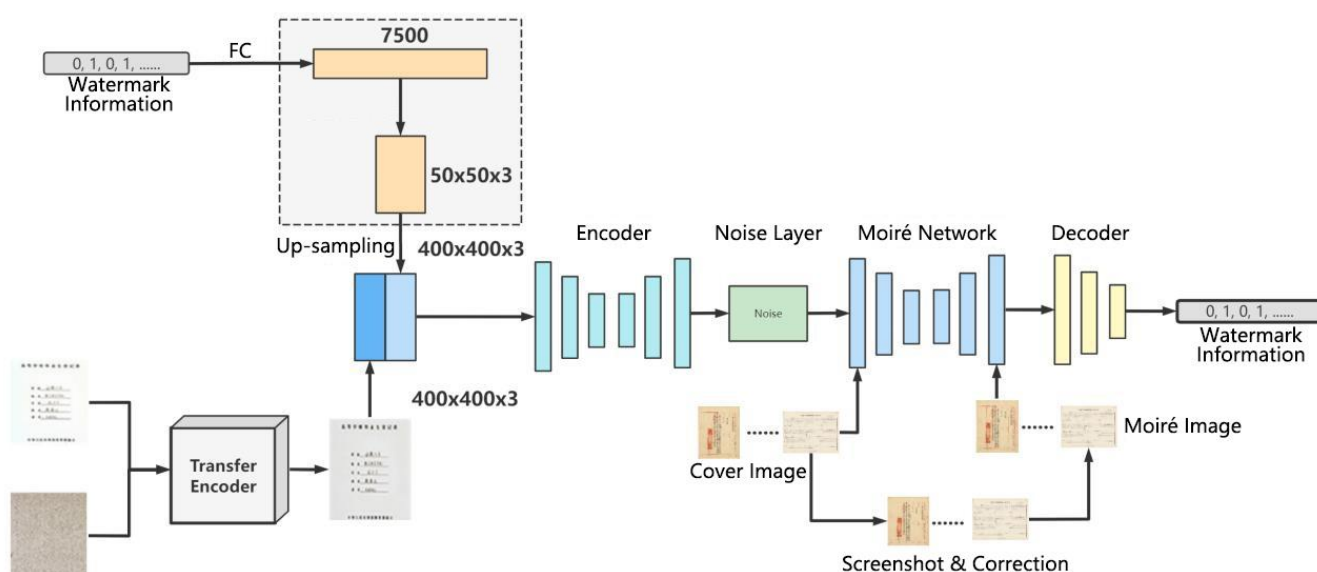 7500
FC
0, 1, 0, 1, ......
Watermark
Information
50x50x3
Up-sampling
400x400x3
Encoder
Noise Layer
Moiré Network
Decoder
Noise
0, 1, 0, 1, ......
Watermark
Information
400x400x3
Transfer
Encoder
Cover Image
Moiré Image
Screenshot & Correction